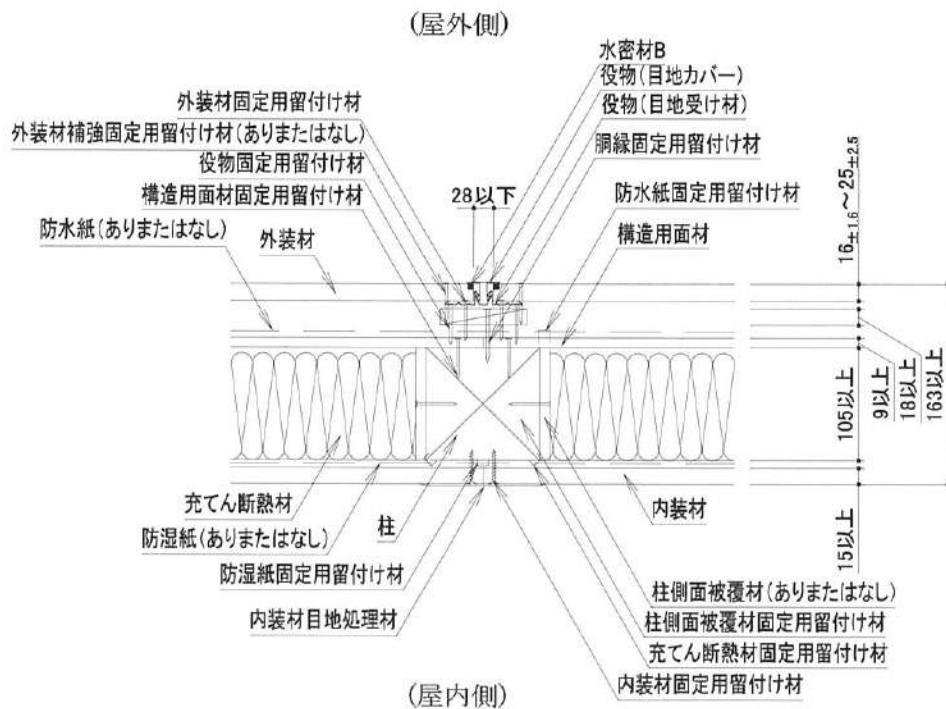 (屋外側)
水密材B
役物(目地カバー)
役物(目地受け材)
胴縁固定用留付け材
防水紙固定用留付け材
構造用面材
外装材固定用留付け材
外装材補強固定用留付け材(ありまたはなし)
役物固定用留付け材
構造用面材固定用留付け材
防水紙(ありまたはなし)
外装材
28以下
16±1.6～25±2.5
9以上
18以上
163以上
105以上
15以上
充てん断熱材
防湿紙(ありまたはなし)
柱
防湿紙固定用留付け材
内装材目地処理材
内装材
柱側面被覆材(ありまたはなし)
柱側面被覆材固定用留付け材
充てん断熱材固定用留付け材
内装材固定用留付け材
(屋内側)